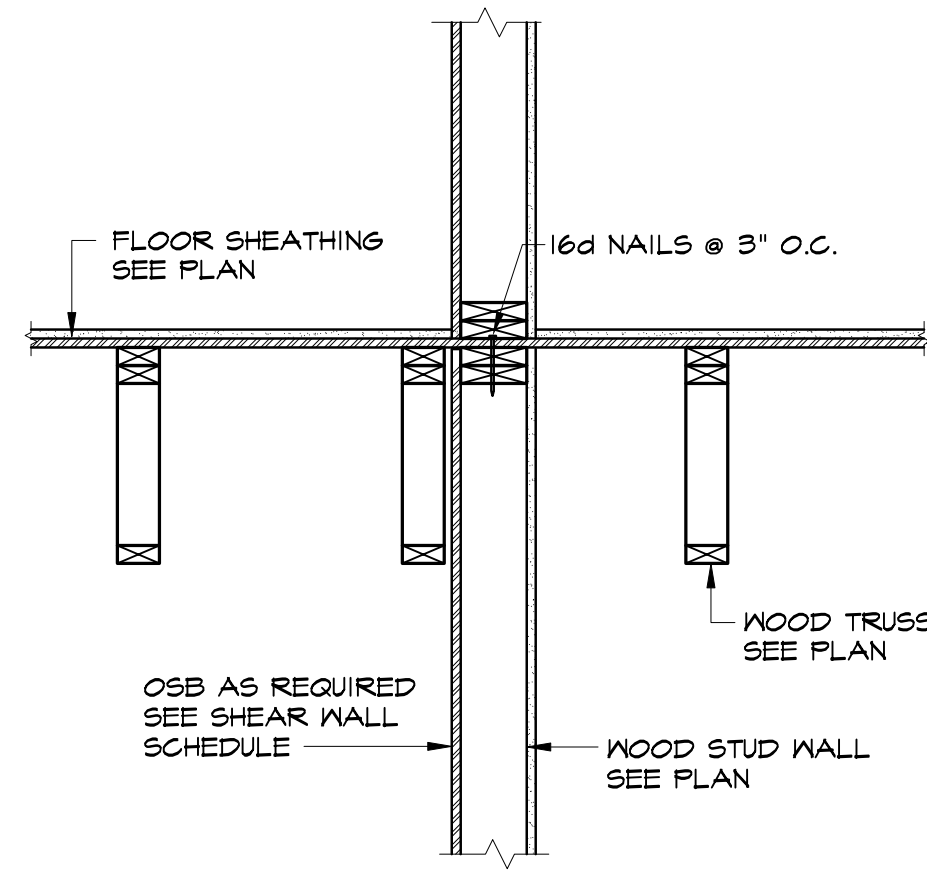 FLOOR SHEATHING
SEE PLAN
16d NAILS @ 3" O.C.
WOOD TRUSS
SEE PLAN
OSB AS REQUIRED
SEE SHEAR WALL
SCHEDULE
WOOD STUD WALL
SEE PLAN